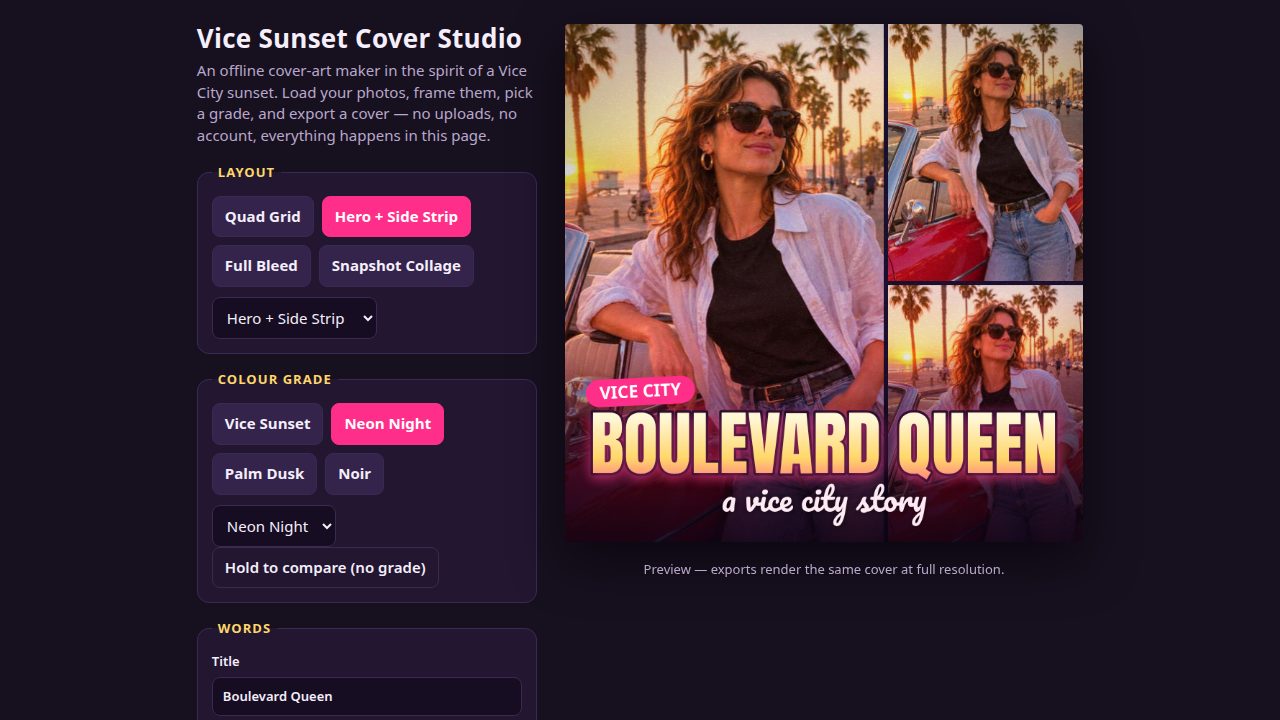 Vice Sunset Cover Studio
An offline cover-art maker in the spirit of a Vice
City sunset. Load your photos, frame them, pick
a grade, and export a cover — no uploads, no
account, everything happens in this page.
LAYOUT
Quad Grid
Hero + Side Strip
Full Bleed
Snapshot Collage
Hero + Side Strip
COLOUR GRADE
Vice Sunset
Neon Night
Palm Dusk
Noir
Neon Night
Hold to compare (no grade)
WORDS
Title
Boulevard Queen
VICE CITY
BOULEVARD QUEEN
a vice city story
Preview — exports render the same cover at full resolution.